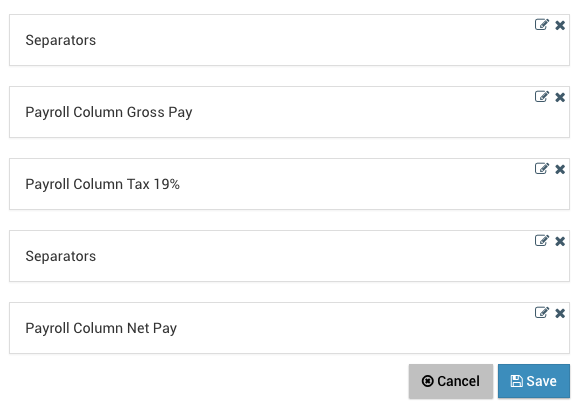 Separators
Payroll Column Gross Pay
Payroll Column Tax 19%
Separators
Payroll Column Net Pay
Cancel Save